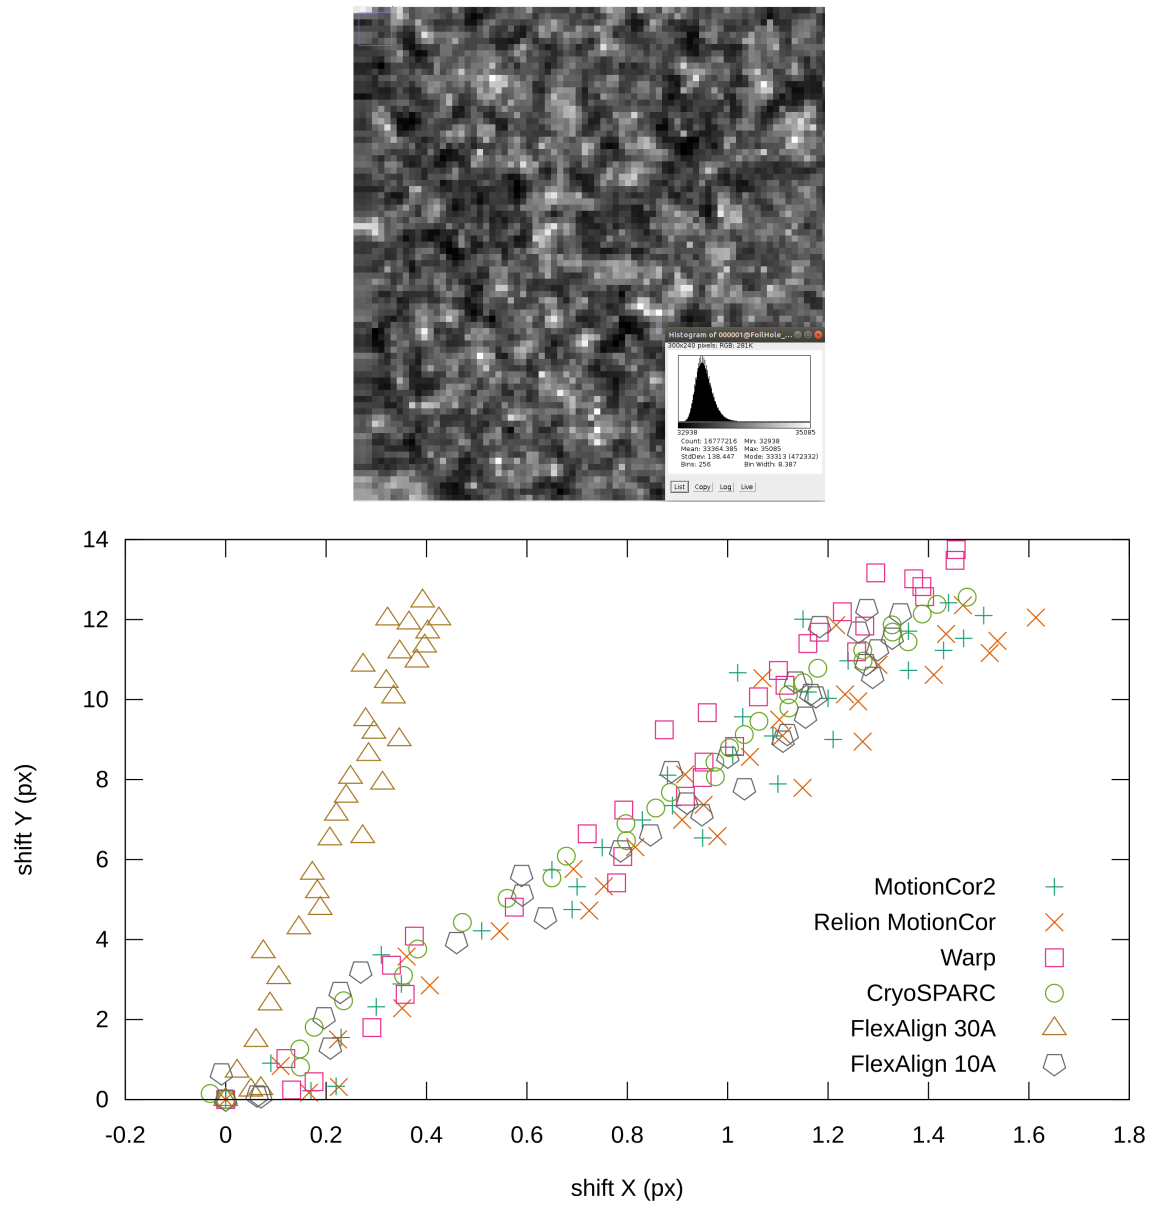 Histogram of 000001@FoilHole_...
300x240 pixels; RGB; 281K
32938 35085
Count: 16777216 Min: 32938
Mean: 33364.385 Max: 35085
StdDev: 138.447 Mode: 33313 (472332)
Bins: 256 Bin Width: 8.387
List Copy Log Live
14
12
10
8
6
4
2
0
shift Y (px)
MotionCor2
Relion MotionCor
Warp
CryoSPARC
FlexAlign 30A
FlexAlign 10A
-0.2 0 0.2 0.4 0.6 0.8 1 1.2 1.4 1.6 1.8
shift X (px)